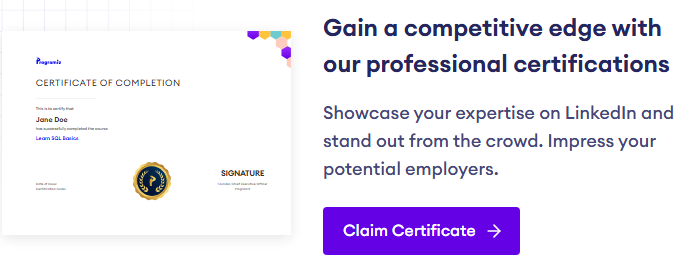 Programiz
CERTIFICATE OF COMPLETION
This is to certify that
Jane Doe
has successfully completed the course
Learn SQL Basics
SIGNATURE
Gain a competitive edge with
our professional certifications
Showcase your expertise on LinkedIn and
stand out from the crowd. Impress your
potential employers.
Claim Certificate →